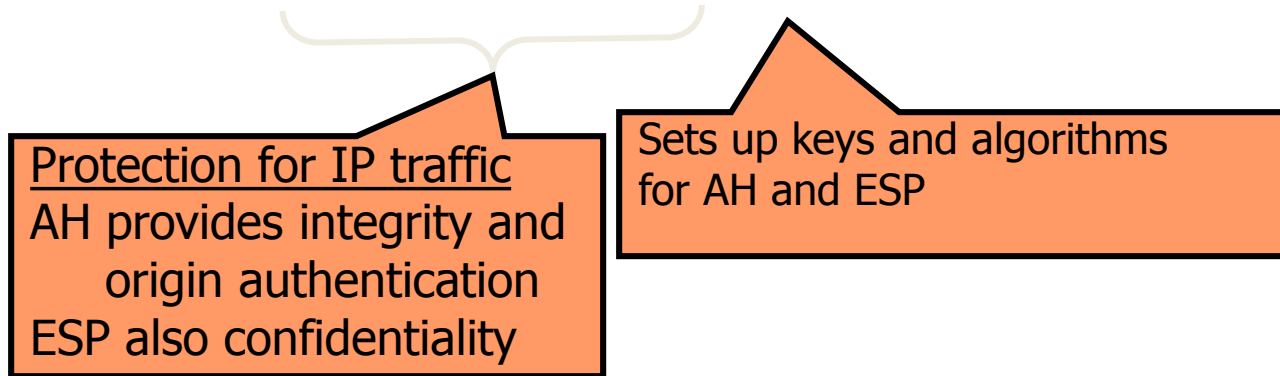 Protection for IP traffic
AH provides integrity and
origin authentication
ESP also confidentiality
Sets up keys and algorithms
for AH and ESP